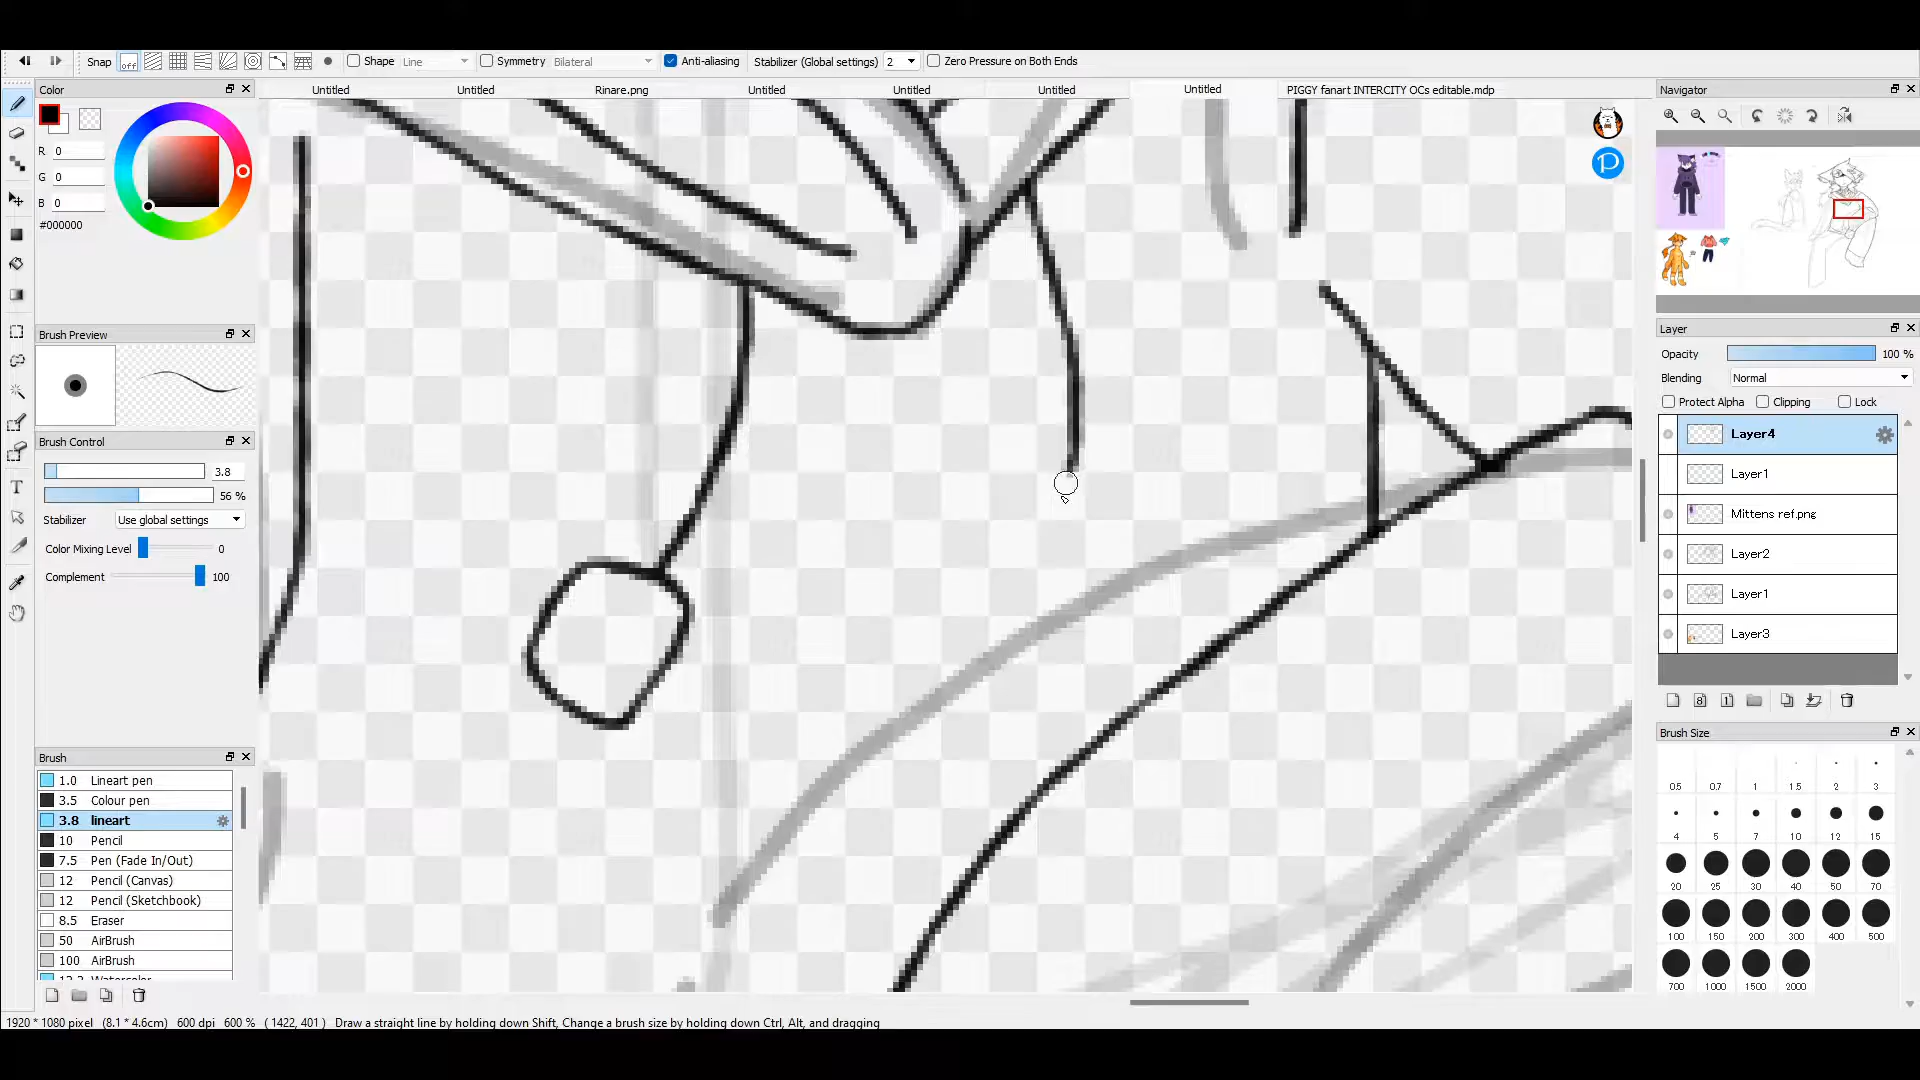 Snap off Shape Line Symmetry Bilateral Anti-aliasing Stabilizer (Global settings) 2 Zero Pressure on Both Ends
Color
Untitled Untitled Rinare.png Untitled Untitled Untitled Untitled PIGGY fanart INTERCITY OCs editable.mdp
Navigator
R 0
G 0
B 0
#000000
Brush Preview
Brush Control
3.8
56 %
Stabilizer Use global settings
Color Mixing Level 0
Complement 100
Brush
1.0 Lineart pen
3.5 Colour pen
3.8 lineart
10 Pencil
7.5 Pen (Fade In/Out)
12 Pencil (Canvas)
12 Pencil (Sketchbook)
8.5 Eraser
50 AirBrush
100 AirBrush
Layer
Opacity 100 %
Blending Normal
Protect Alpha Clipping Lock
Layer4
Layer1
Mittens ref.png
Layer2
Layer1
Layer3
8 1
Brush Size
0.5 0.7 1 1.5 2 3
4 5 7 10 12 15
20 25 30 40 50 70
100 150 200 300 400 500
700 1000 1500 2000
1920 * 1080 pixel (8.1 * 4.6cm) 600 dpi 600 % ( 1422, 401 ) Draw a straight line by holding down Shift, Change a brush size by holding down Ctrl, Alt, and dragging